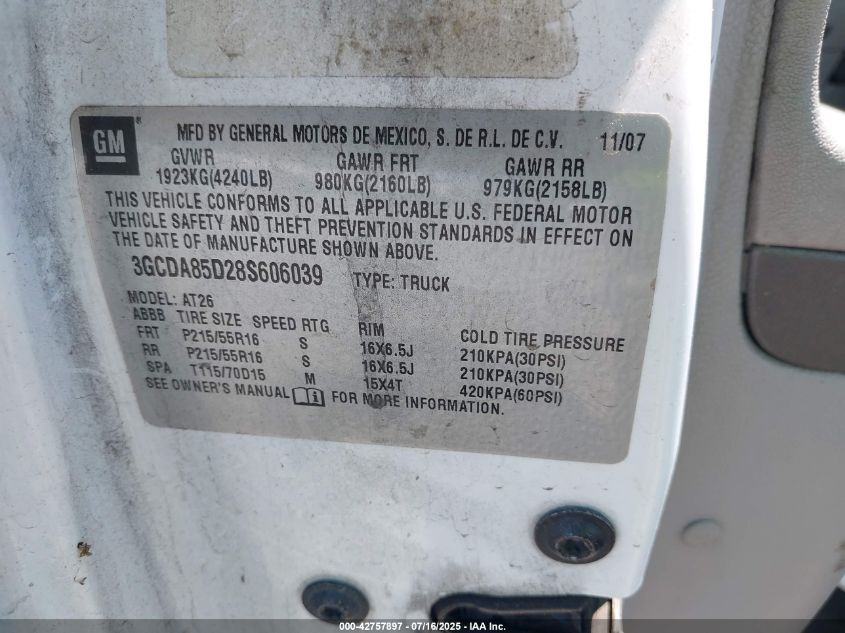 GM ® MFD BY GENERAL MOTORS DE MEXICO, S. DE R.L. DE C.V. 11/07
GVWR GAWR FRT GAWR RR
1923KG(4240LB) 980KG(2160LB) 979KG(2158LB)
THIS VEHICLE CONFORMS TO ALL APPLICABLE U.S. FEDERAL MOTOR
VEHICLE SAFETY AND THEFT PREVENTION STANDARDS IN EFFECT ON
THE DATE OF MANUFACTURE SHOWN ABOVE.
3GCDA85D28S606039 TYPE: TRUCK
MODEL: AT26
ABBB TIRE SIZE SPEED RTG RIM COLD TIRE PRESSURE
FRT P215/55R16 S 16X6.5J 210KPA(30PSI)
RR P215/55R16 S 16X6.5J 210KPA(30PSI)
SPA T115/70D15 M 15X4T 420KPA(60PSI)
SEE OWNER'S MANUAL i FOR MORE INFORMATION.
000-42757897 - 07/16/2025 - IAA Inc.